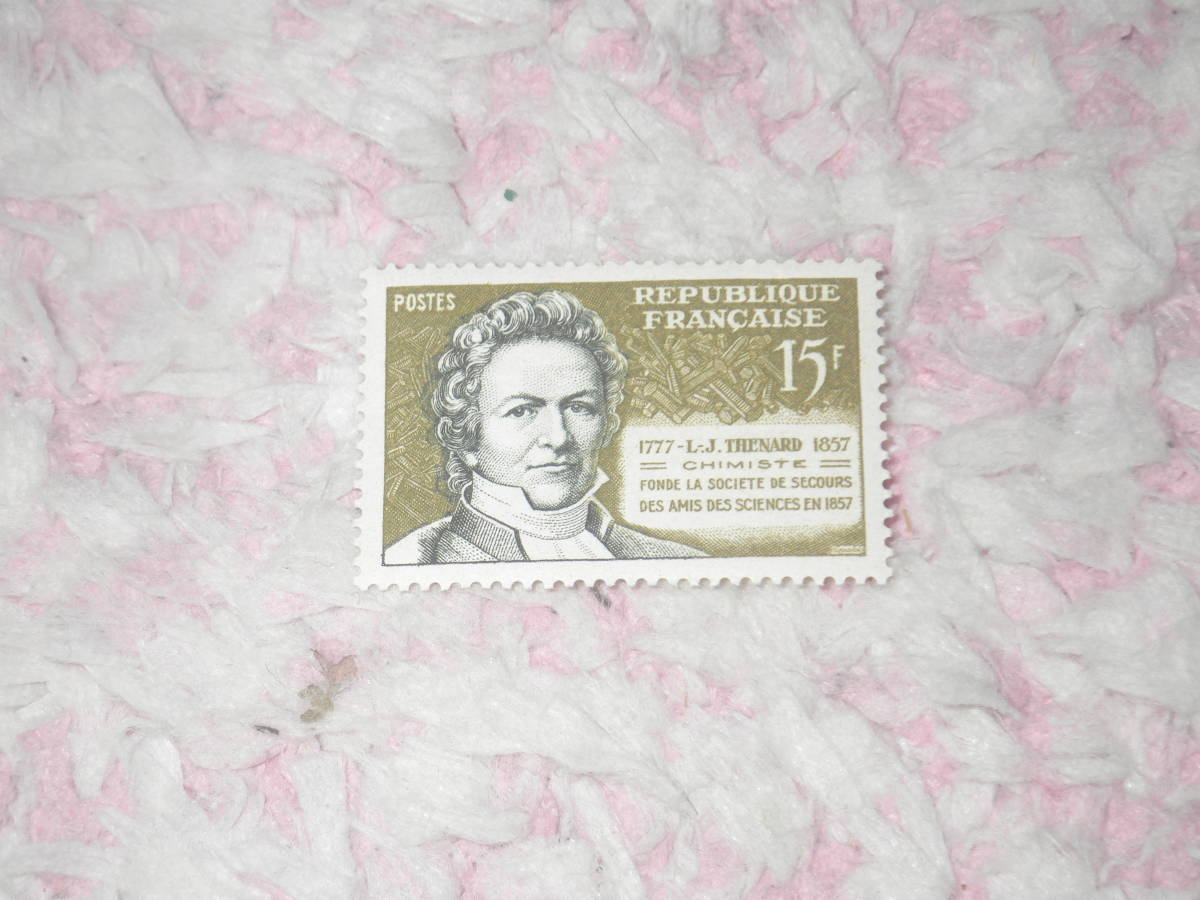 POSTES
REPUBLIQUE
FRANÇAISE
15F
1777-L.-J. THENARD 1857
CHIMISTE
FONDE LA SOCIETE DE SECOURS
DES AMIS DES SCIENCES EN 1857